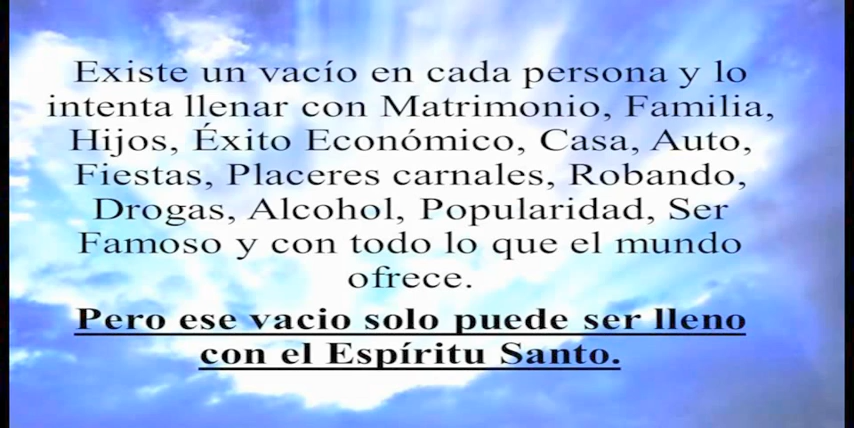 Existe un vacío en cada persona y lo
intenta llenar con Matrimonio, Familia,
Hijos, Éxito Económico, Casa, Auto,
Fiestas, Placeres carnales, Robando,
Drogas, Alcohol, Popularidad, Ser
Famoso y con todo lo que el mundo
ofrece.
Pero ese vacio solo puede ser lleno
con el Espíritu Santo.